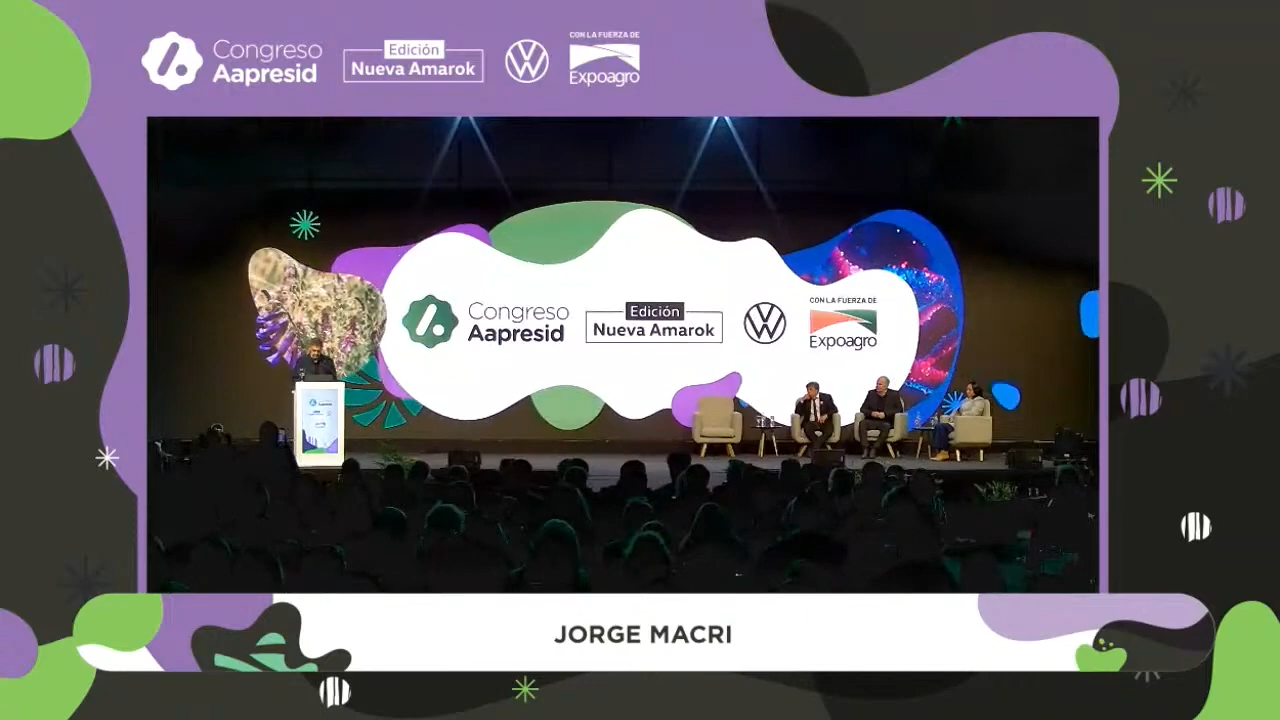 Congreso
Aapresid
Edición
Nueva Amarok
CON LA FUERZA DE
Expoagro
Congreso
Aapresid
Edición
Nueva Amarok
CON LA FUERZA DE
Expoagro
JORGE MACRI